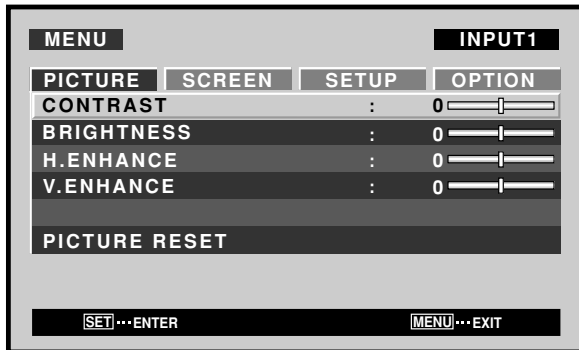 MENU INPUT1
PICTURE SCREEN SETUP OPTION
CONTRAST : 0
BRIGHTNESS : 0
H.ENHANCE : 0
V.ENHANCE : 0
PICTURE RESET
SET ··· ENTER MENU ··· EXIT